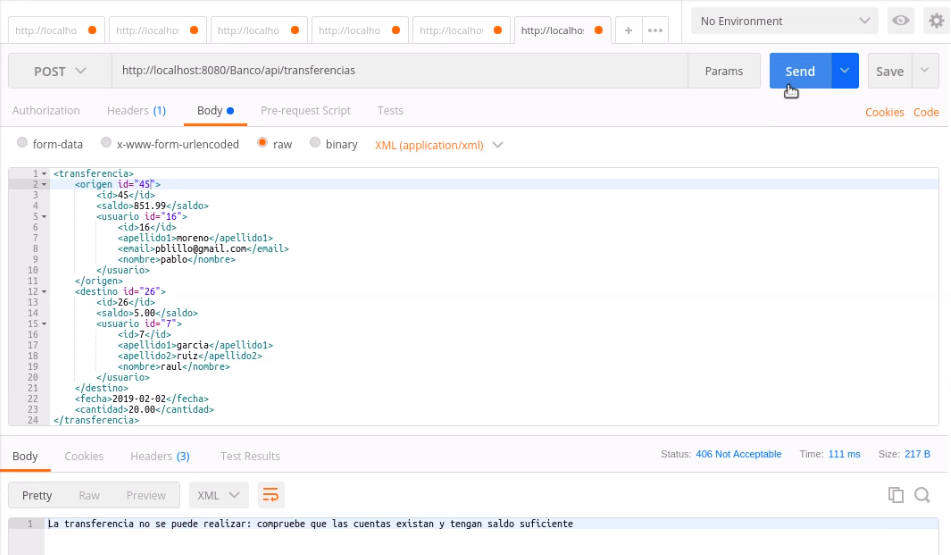 http://localho http://localho: http://localho: http://localho http://localho: http://localho: + ••• No Environment
POST http://localhost:8080/Banco/api/transferencias Params Send Save
Authorization Headers (1) Body Pre-request Script Tests Cookies Code
form-data x-www-form-urlencoded raw binary XML (application/xml)
1 <transferencia>
2 <origen id="45">
3 <id>45</id>
4 <saldo>851.99</saldo>
5 <usuario id="16">
6 <id>16</id>
7 <apellido1>moreno</apellido1>
8 <email>pblillo@gmail.com</email>
9 <nombre>pablo</nombre>
10 </usuario>
11 </origen>
12 <destino id="26">
13 <id>26</id>
14 <saldo>5.00</saldo>
15 <usuario id="7">
16 <id>7</id>
17 <apellido1>garcia</apellido1>
18 <apellido2>ruiz</apellido2>
19 <nombre>raul</nombre>
20 </usuario>
21 </destino>
22 <fecha>2019-02-02</fecha>
23 <cantidad>20.00</cantidad>
24 </transferencia>
Body Cookies Headers (3) Test Results Status: 406 Not Acceptable Time: 111 ms Size: 217 B
Pretty Raw Preview XML
1 La transferencia no se puede realizar: compruebe que las cuentas existan y tengan saldo suficiente